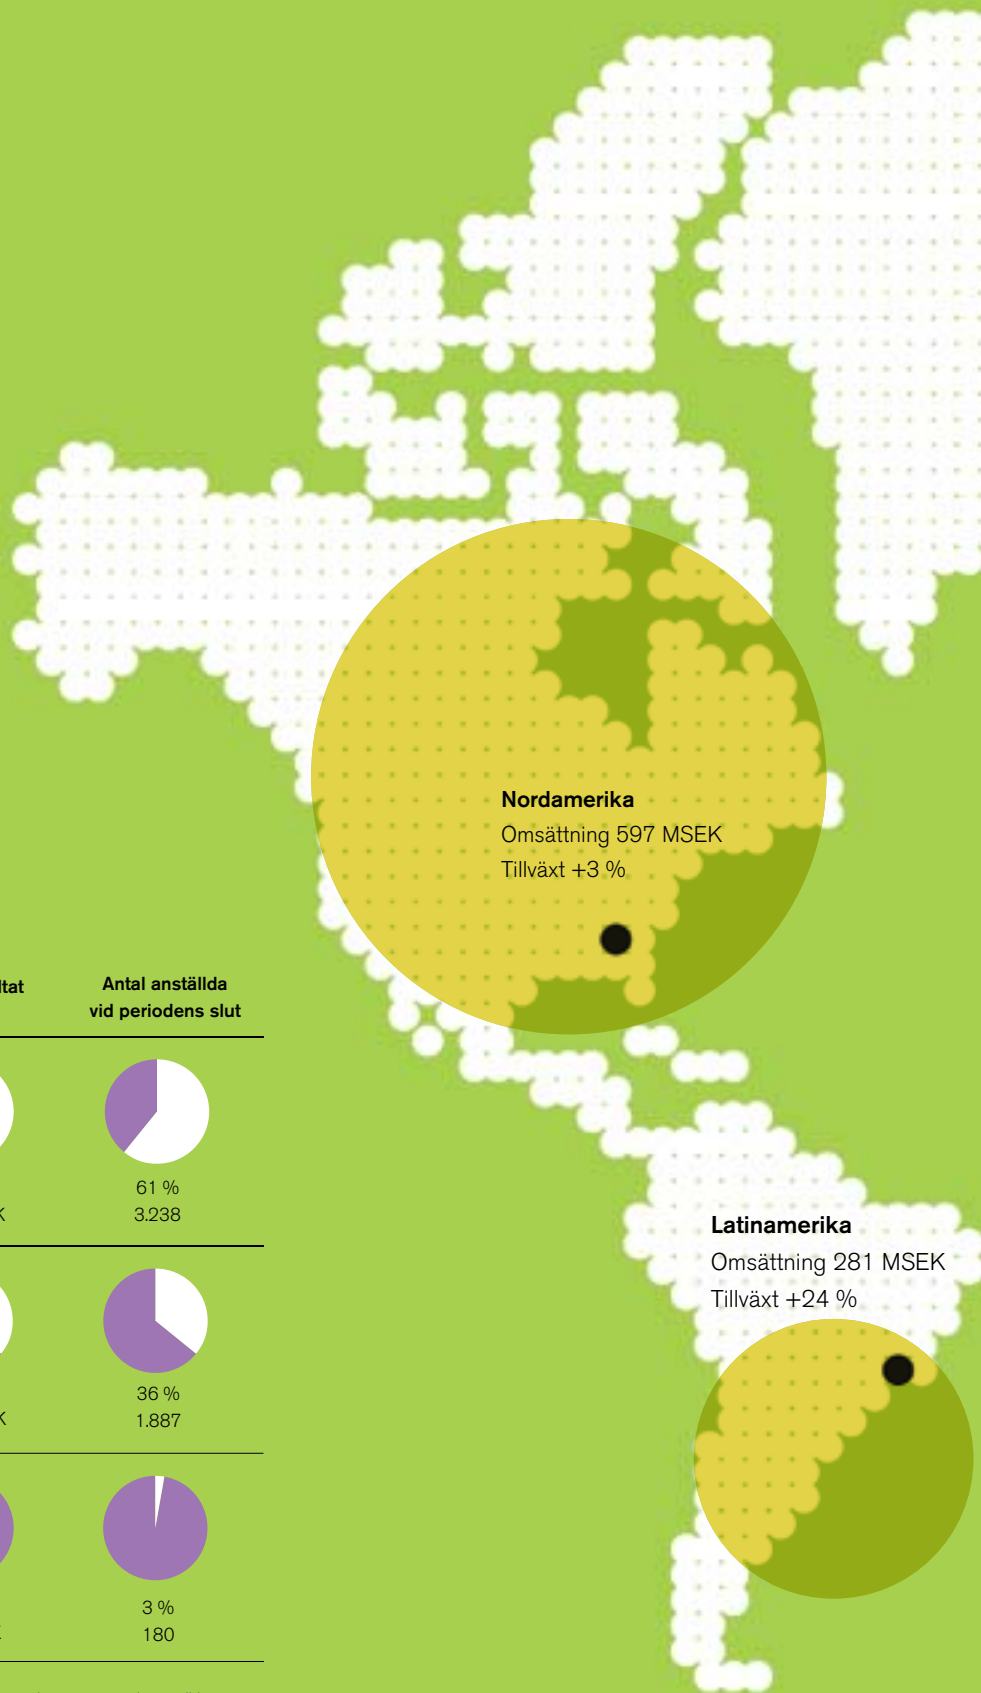 Nordamerika
Omsättning 597 MSEK
Tillväxt +3 %
Antal anställda
vid periodens slut
61 %
3.238
36 %
1.887
3 %
180
Latinamerika
Omsättning 281 MSEK
Tillväxt +24 %